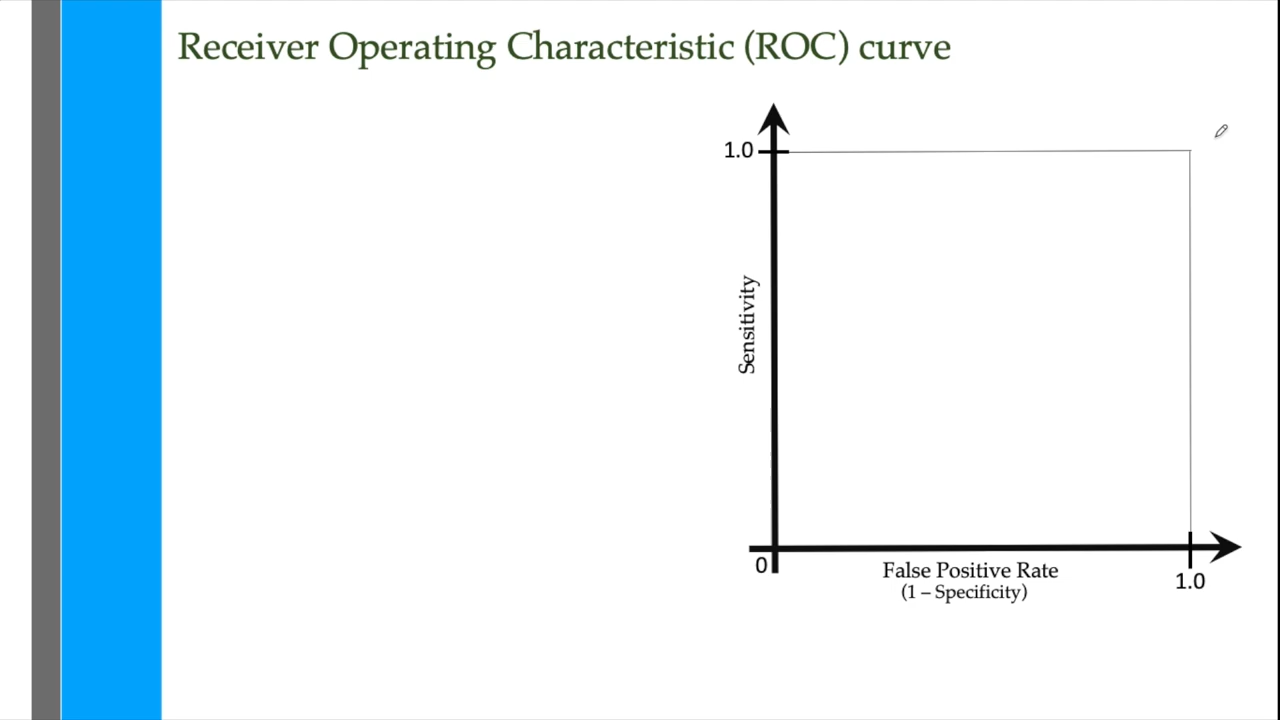 Receiver Operating Characteristic (ROC) curve
1.0
Sensitivity
0
False Positive Rate
(1 – Specificity)
1.0